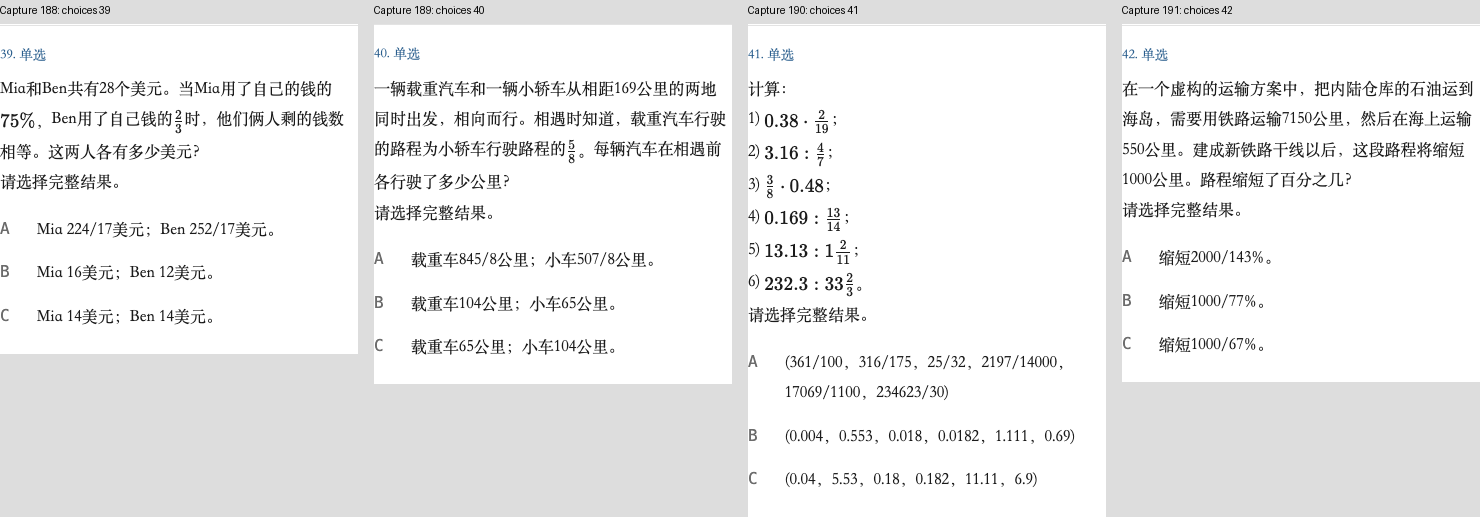 Capture 188: choices 39
39. 单选
Mia和Ben共有28个美元。当Mia用了自己的钱的
75%，Ben用了自己钱的2/3时，他们俩人剩的钱数
相等。这两人各有多少美元?
请选择完整结果。
A Mia 224/17美元；Ben 252/17美元。
B Mia 16美元；Ben 12美元。
C Mia 14美元；Ben 14美元。
Capture 189: choices 40
40. 单选
一辆载重汽车和一辆小轿车从相距169公里的两地
同时出发，相向而行。相遇时知道，载重汽车行驶
的路程为小轿车行驶路程的5/8。每辆汽车在相遇前
各行驶了多少公里?
请选择完整结果。
A 载重车845/8公里；小车507/8公里。
B 载重车104公里；小车65公里。
C 载重车65公里；小车104公里。
Capture 190: choices 41
41. 单选
计算：
1) 0.38 · 2/19；
2) 3.16 : 4/7；
3) 3/8 · 0.48；
4) 0.169 : 13/14；
5) 13.13 : 1 2/11；
6) 232.3 : 33 2/3。
请选择完整结果。
A (361/100，316/175，25/32，2197/14000，
17069/1100，234623/30)
B (0.004，0.553，0.018，0.0182，1.111，0.69)
C (0.04，5.53，0.18，0.182，11.11，6.9)
Capture 191: choices 42
42. 单选
在一个虚构的运输方案中，把内陆仓库的石油运到
海岛，需要用铁路运输7150公里，然后在海上运输
550公里。建成新铁路干线以后，这段路程将缩短
1000公里。路程缩短了百分之几?
请选择完整结果。
A 缩短2000/143%。
B 缩短1000/77%。
C 缩短1000/67%。